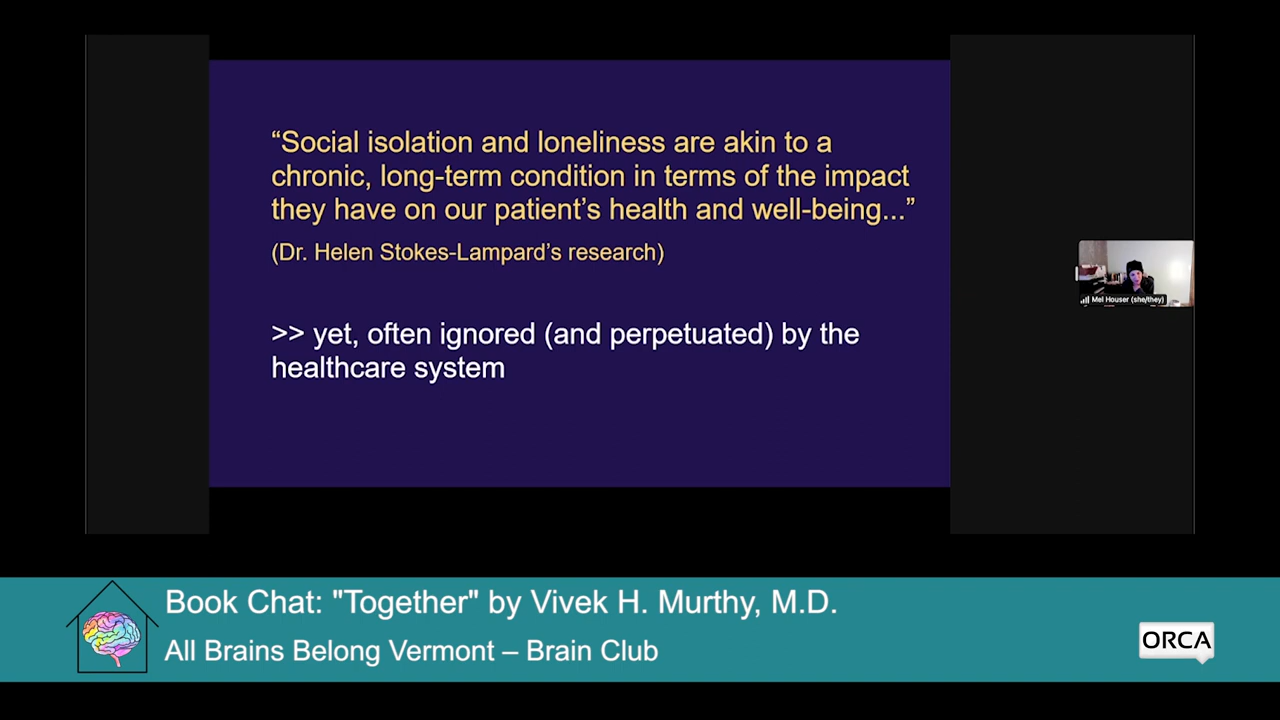 “Social isolation and loneliness are akin to a
chronic, long-term condition in terms of the impact
they have on our patient’s health and well-being...”
(Dr. Helen Stokes-Lampard’s research)
>> yet, often ignored (and perpetuated) by the
healthcare system
Mel Houser (she/they)
Book Chat: "Together" by Vivek H. Murthy, M.D.
All Brains Belong Vermont – Brain Club
ORCA